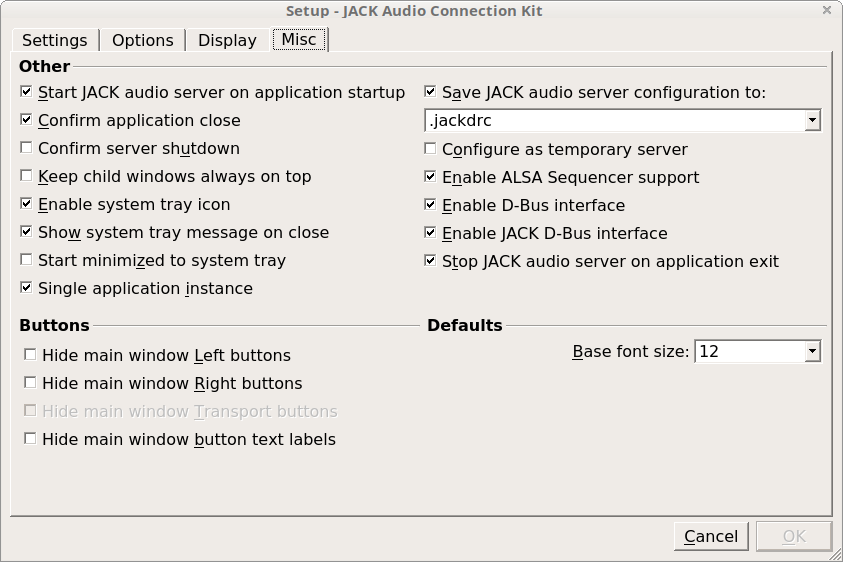 Setup - JACK Audio Connection Kit
Settings
Options
Display
Misc
Other
Start JACK audio server on application startup
Confirm application close
Confirm server shutdown
Keep child windows always on top
Enable system tray icon
Show system tray message on close
Start minimized to system tray
Single application instance
Save JACK audio server configuration to:
.jackdrc
Configure as temporary server
Enable ALSA Sequencer support
Enable D-Bus interface
Enable JACK D-Bus interface
Stop JACK audio server on application exit
Buttons
Hide main window Left buttons
Hide main window Right buttons
Hide main window Transport buttons
Hide main window button text labels
Defaults
Base font size: 12
Cancel
OK